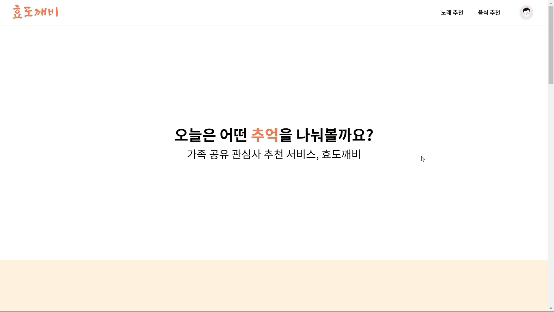 효도깨비
노래 추천 음식 추천
오늘은 어떤 추억을 나눠볼까요?
가족 공유 관심사 추천 서비스, 효도깨비